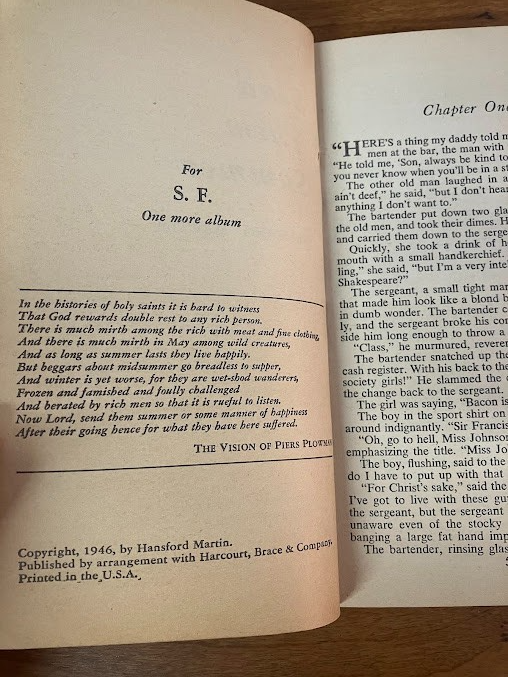 For
S. F.
One more album
In the histories of holy saints it is hard to witness
That God rewards double rest to any rich person.
There is much mirth among the rich with meat and fine clothing,
And there is much mirth in May among wild creatures,
And as long as summer lasts they live happily.
But beggars about midsummer go breadless to supper,
And winter is yet worse, for they are wet-shod wanderers,
Frozen and famished and foully challenged
And berated by rich men so that it is rueful to listen.
Now Lord, send them summer or some manner of happiness
After their going hence for what they have here suffered.
THE VISION OF PIERS PLOWMAN
Copyright, 1946, by Hansford Martin.
Published by arrangement with Harcourt, Brace & Company.
Printed in the U.S.A.
Chapter One
"HERE'S a thing my daddy told m
men at the bar, the man with
"He told me, 'Son, always be kind to
you never know when you'll be in a st
The other old man laughed in a
ain't deef," he said, "but I don't hear
anything I don't want to."
The bartender put down two gla
the old men, and took their dimes. H
and carried them down to the serge
Quickly, she took a drink of h
mouth with a small handkerchief.
ling," she said, "but I'm a very inte
Shakespeare?"
The sergeant, a small tight mar
that made him look like a blond b
in dumb wonder. The bartender c
ly, and the sergeant broke his con
side him long enough to throw a
"Class," he murmured, reveren
The bartender snatched up the
cash register. With his back to the
society girls!" He slammed the c
the change back to the sergeant.
The girl was saying, "Bacon is
The boy in the sport shirt on
around indignantly. "Sir Francis
"Oh, go to hell, Miss Johnson
emphasizing the title. "Miss Jo
The boy, flushing, said to the
do I have to put up with that
"For Christ's sake," said the
I've got to live with these gu
the sergeant, but the sergeant
unaware even of the stocky
banging a large fat hand imp
The bartender, rinsing glas